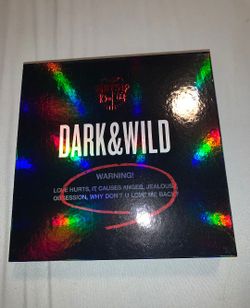 DARK&WILD
WARNING!
LOVE HURTS, IT CAUSES ANGER, JEALOUSY,
OBSESSION, WHY DON'T U LOVE ME BACK?